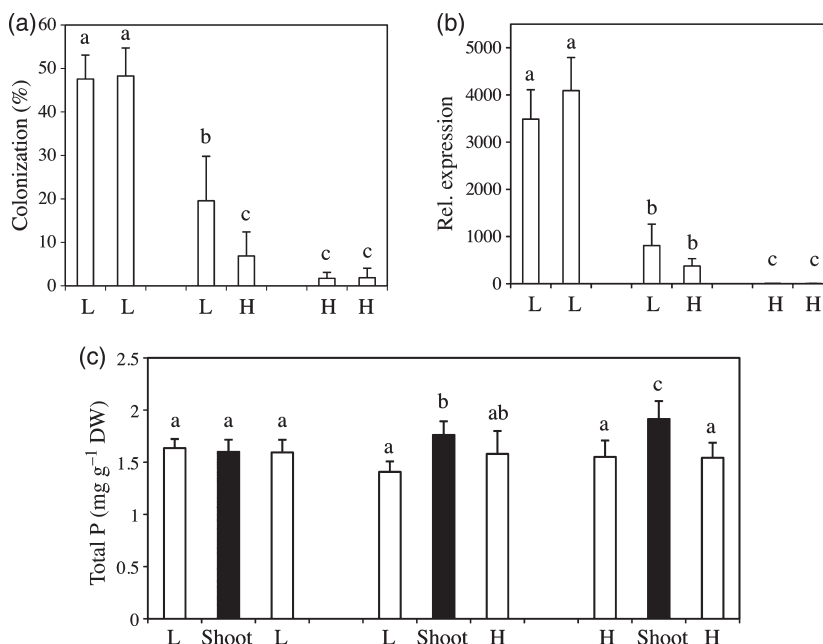 (a)
60
50
40
30
20
10
0
Colonization (%)
a a
b
c
c c
L L L H H H
(b)
5000
4000
3000
2000
1000
0
Rel. expression
a
a
b
b
c c
L L L H H H
(c)
2.5
2
1.5
1
0.5
0
Total P (mg g⁻¹ DW)
a a a
a b ab
a c a
L Shoot L L Shoot H H Shoot H